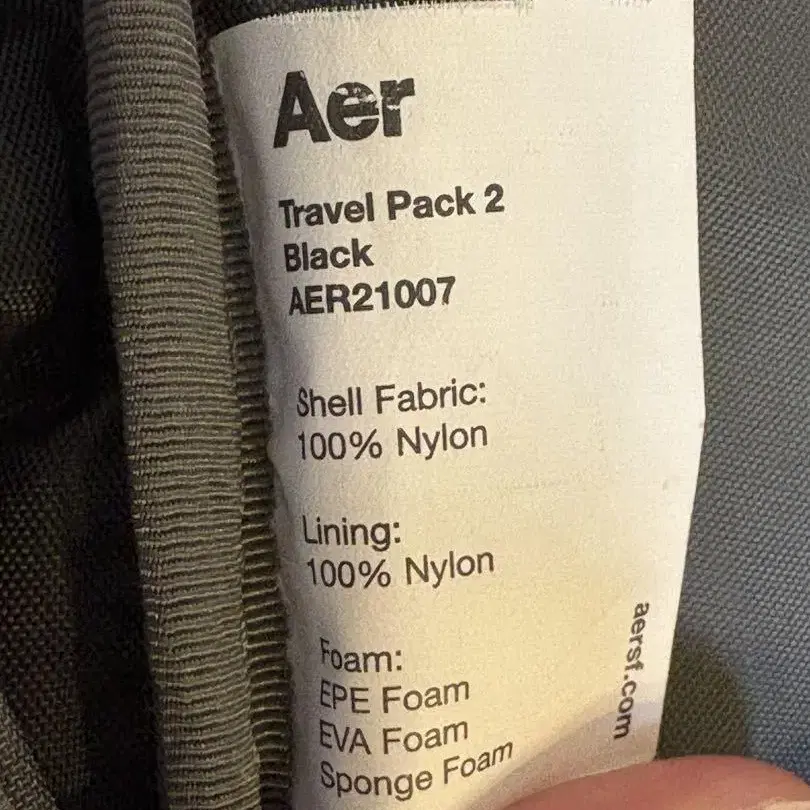 Aer
Travel Pack 2
Black
AER21007
Shell Fabric:
100% Nylon
Lining:
100% Nylon
Foam:
EPE Foam
EVA Foam
Sponge Foam
aersf.com